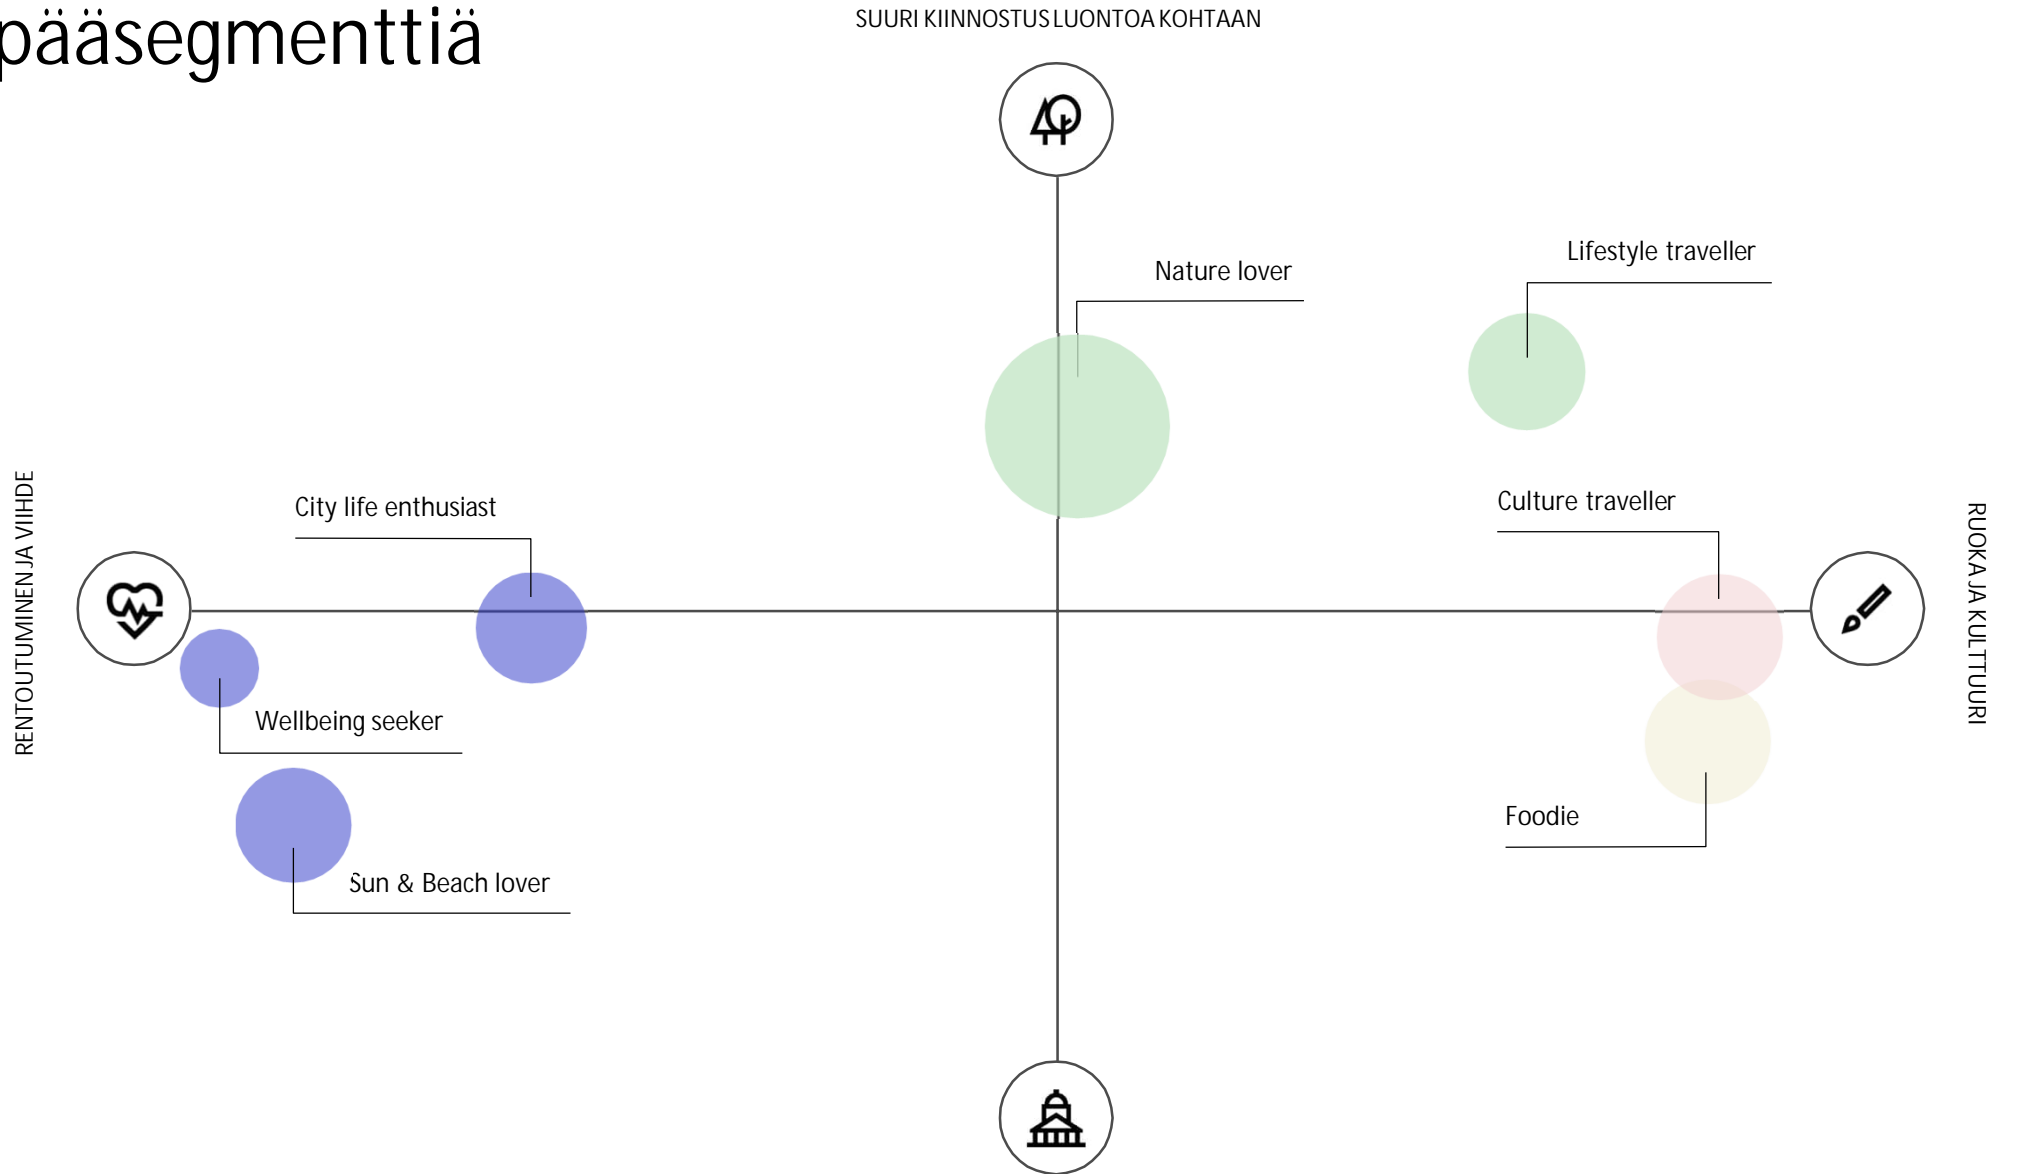 pääsegmenttiä
SUURI KIINNOSTUS LUONTOA KOHTAAN
Lifestyle traveller
Nature lover
City life enthusiast
Culture traveller
RENTOUTUMINEN JA VIIHDE
RUOKA JA KULTTUURI
Wellbeing seeker
Foodie
Sun & Beach lover